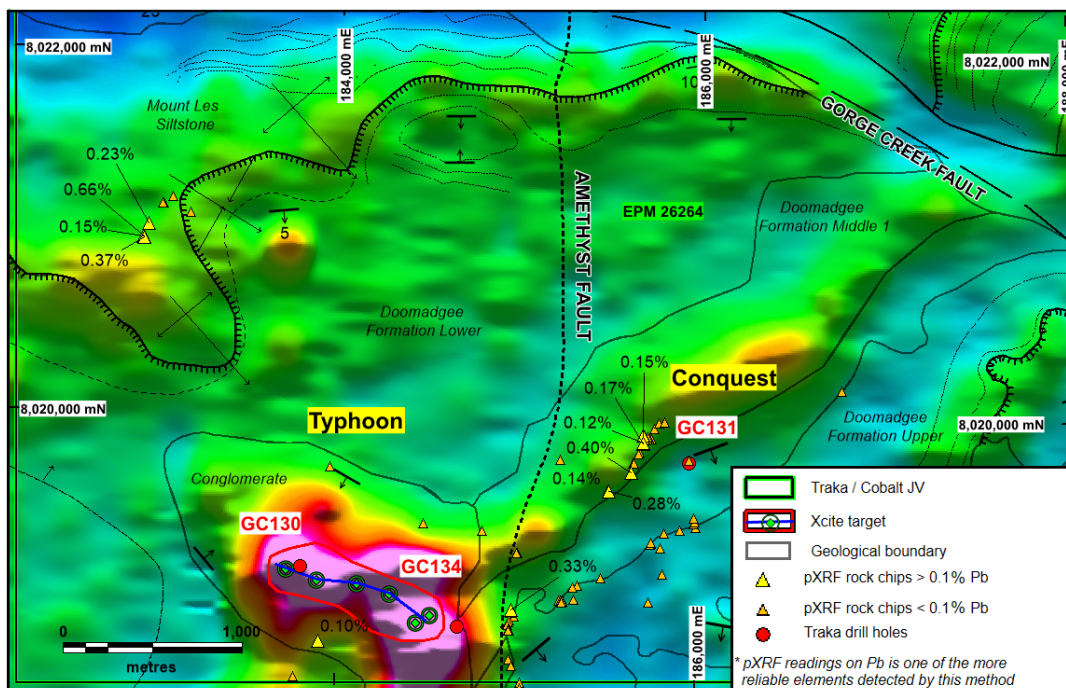 25
8,022,000 mN
184,000 mE
186,000 mE
8,022,000 mN
188,000 mE
10
Mount Les
Siltstone
GORGE CREEK FAULT
0.23%
0.66%
0.15%
0.37%
5
AMETHYST FAULT
EPM 26264
Doomadgee
Formation Middle 1
Doomadgee
Formation Lower
0.15%
Conquest
0.17%
8,020,000 mN
Typhoon
0.12%
GC131
Doomadgee
Formation Upper
8,020,000 mN
0.40%
0.14%
0.28%
Conglomerate
GC130
GC134
0.33%
0.10%
186,000 mE
0 1,000
metres
Traka / Cobalt JV
Xcite target
Geological boundary
pXRF rock chips > 0.1% Pb
pXRF rock chips < 0.1% Pb
Traka drill holes
* pXRF readings on Pb is one of the more
reliable elements detected by this method